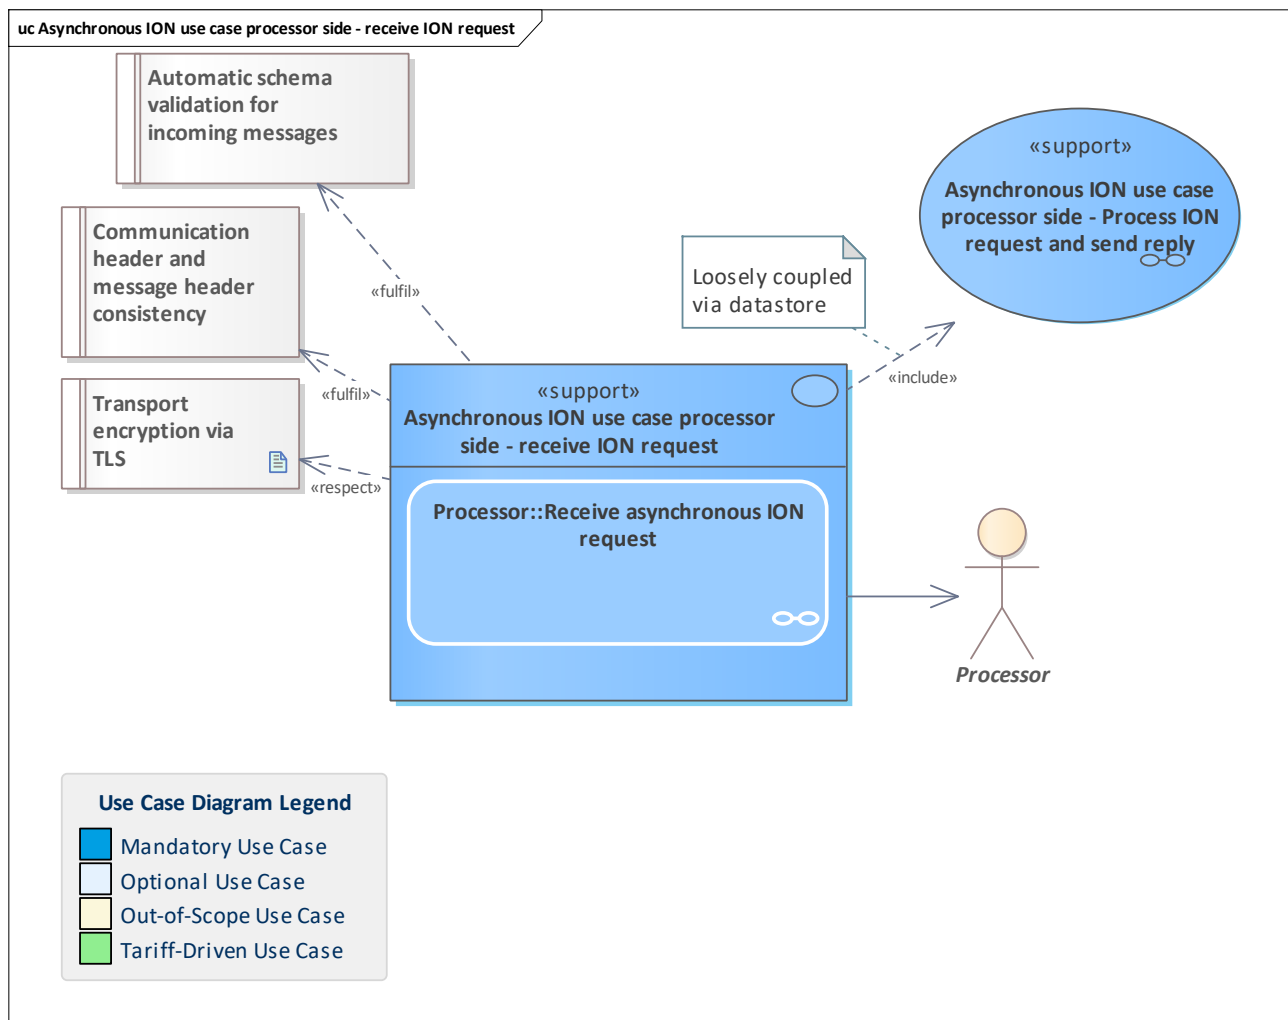 uc Asynchronous ION use case processor side - receive ION request
Automatic schema
validation for
incoming messages
Communication
header and
message header
consistency
Transport
encryption via
TLS
«fulfil»
«fulfil»
«respect»
Loosely coupled
via datastore
«support»
Asynchronous ION use case
processor side - Process ION
request and send reply
«include»
«support»
Asynchronous ION use case processor
side - receive ION request
Processor::Receive asynchronous ION
request
Processor
Use Case Diagram Legend
Mandatory Use Case
Optional Use Case
Out-of-Scope Use Case
Tariff-Driven Use Case